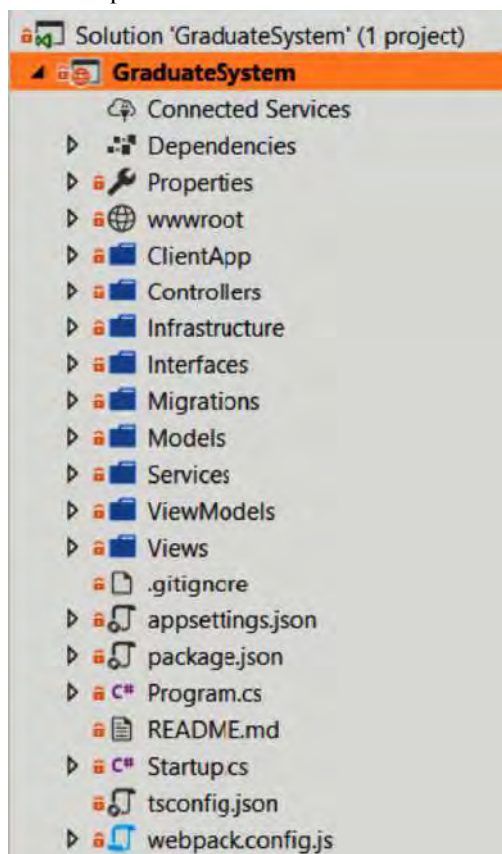 Solution 'GraduateSystem' (1 project)
GraduateSystem
Connected Services
Dependencies
Properties
wwwroot
ClientApp
Controllers
Infrastructure
Interfaces
Migrations
Models
Services
ViewModels
Views
.gitignore
appsettings.json
package.json
C# Program.cs
README.md
C# Startup.cs
tsconfig.json
webpack.config.js